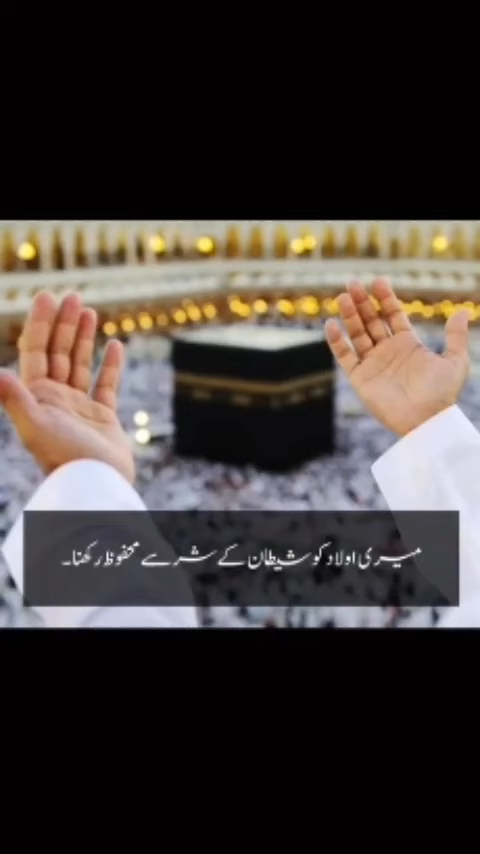 میری اولاد کو شیطان کے شر سے محفوظ رکھنا۔